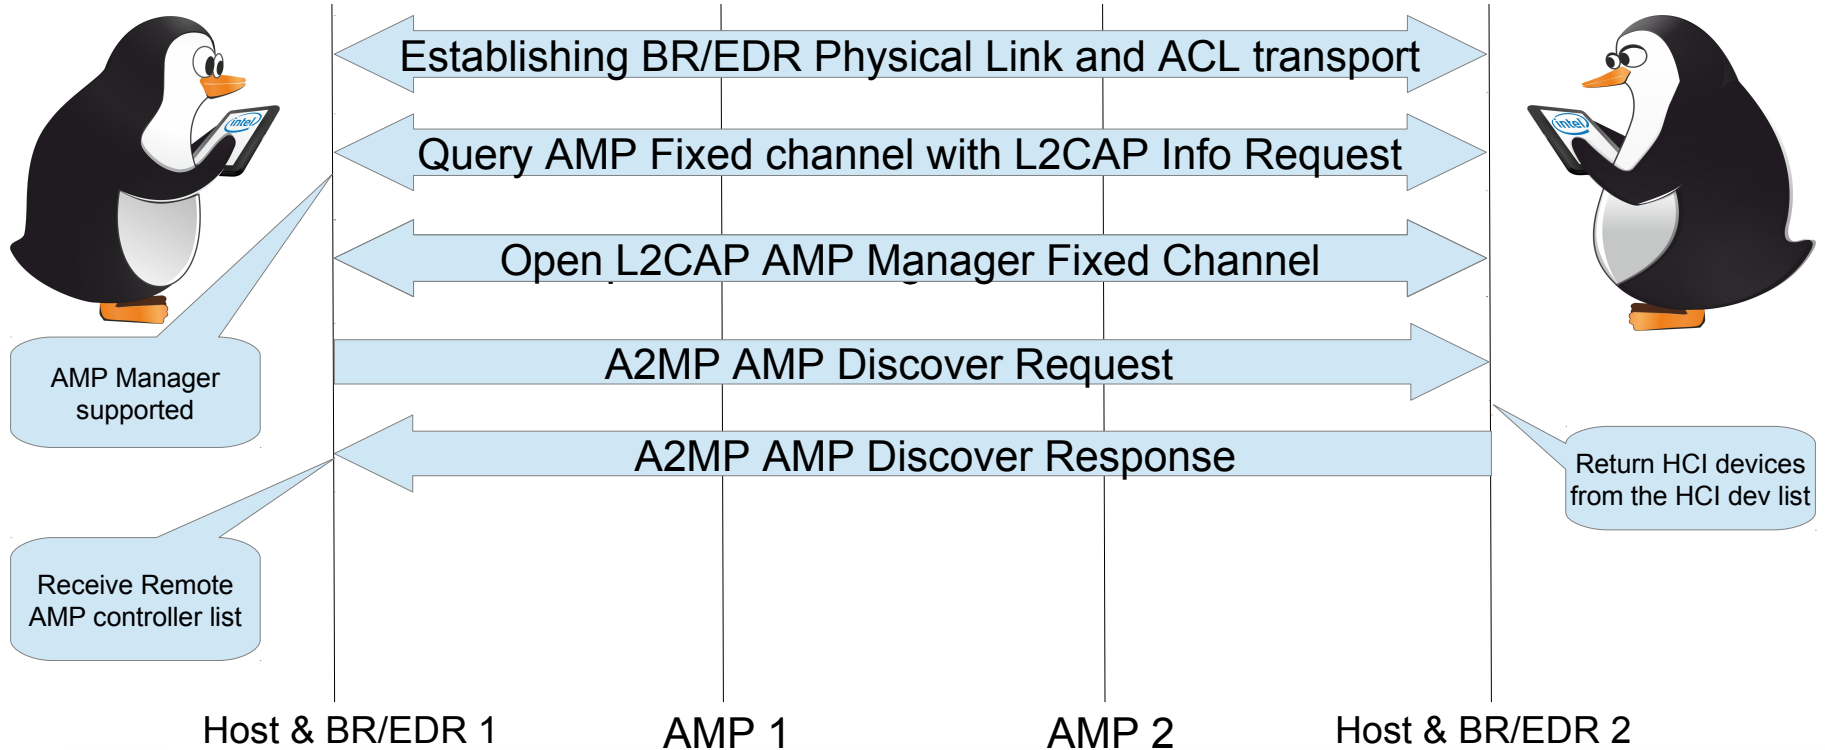 Establishing BR/EDR Physical Link and ACL transport
intel
intel
Query AMP Fixed channel with L2CAP Info Request
Open L2CAP AMP Manager Fixed Channel
A2MP AMP Discover Request
AMP Manager
supported
A2MP AMP Discover Response
Return HCI devices
from the HCI dev list
Receive Remote
AMP controller list
Host & BR/EDR 1
AMP 1
AMP 2
Host & BR/EDR 2